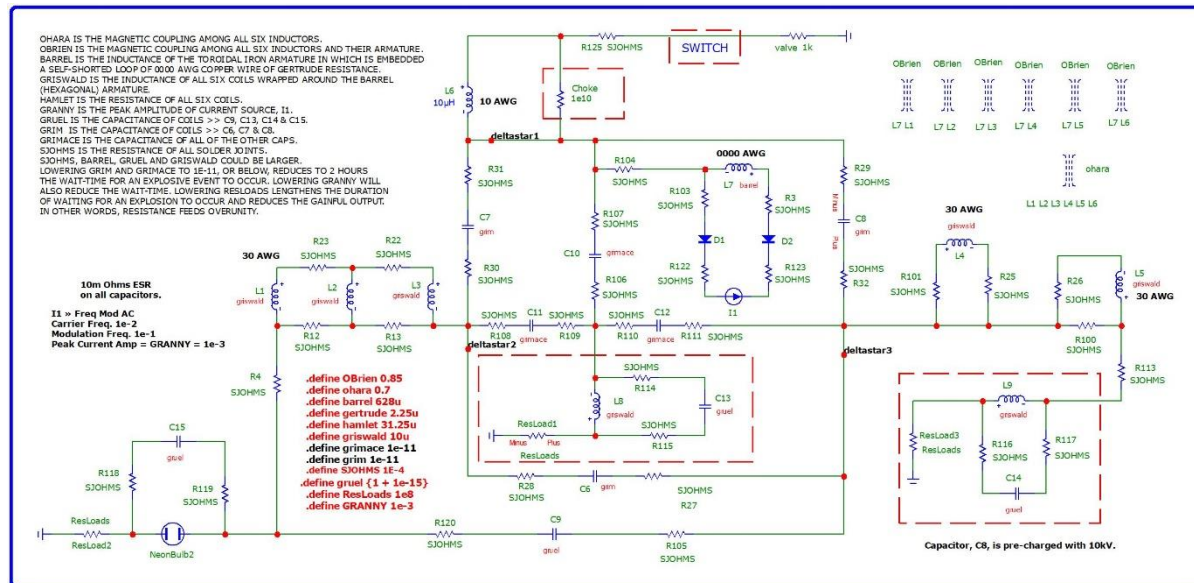 OHARA IS THE MAGNETIC COUPLING AMONG ALL SIX INDUCTORS.
OBRIEN IS THE MAGNETIC COUPLING AMONG ALL SIX INDUCTORS AND THEIR ARMATURE.
BARREL IS THE INDUCTANCE OF THE TOROIDAL IRON ARMATURE IN WHICH IS EMBEDDED
A SELF-SHORTED LOOP OF 0000 AWG COPPER WIRE OF GERTRUDE RESISTANCE.
GRISWALD IS THE INDUCTANCE OF ALL SIX COILS WRAPPED AROUND THE BARREL
(HEXAGONAL) ARMATURE.
HAMLET IS THE RESISTANCE OF ALL SIX COILS.
GRANNY IS THE PEAK AMPLITUDE OF CURRENT SOURCE, I1.
GRUEL IS THE CAPACITANCE OF COILS >> C9, C13, C14 & C15.
GRIM IS THE CAPACITANCE OF COILS >> C6, C7 & C8.
GRIMACE IS THE CAPACITANCE OF ALL OF THE OTHER CAPS.
SJOHMS IS THE RESISTANCE OF ALL SOLDER JOINTS.
SJOHMS, BARREL, GRUEL AND GRISWALD COULD BE LARGER.
LOWERING GRIM AND GRIMACE TO 1E-11, OR BELOW, REDUCES TO 2 HOURS
THE WAIT-TIME FOR AN EXPLOSIVE EVENT TO OCCUR. LOWERING GRANNY WILL
ALSO REDUCE THE WAIT-TIME. LOWERING RESLOADS LENGTHENS THE DURATION
OF WAITING FOR AN EXPLOSION TO OCCUR AND REDUCES THE GAINFUL OUTPUT.
IN OTHER WORDS, RESISTANCE FEEDS OVERUNITY.
R125 SJOHMS
SWITCH
valve 1k
L6
10µH
10 AWG
Choke
1e10
OBrien OBrien OBrien OBrien OBrien OBrien
L7 L1 L7 L2 L7 L3 L7 L4 L7 L5 L7 L6
ohara
L1 L2 L3 L4 L5 L6
deltastar1
R31
SJOHMS
C7
grim
R30
SJOHMS
R104
SJOHMS
0000 AWG
L7 barrel
R103
SJOHMS
R3
SJOHMS
D1
D2
R122
SJOHMS
R123
SJOHMS
I1
R107
SJOHMS
C10
grimace
R106
SJOHMS
R29
SJOHMS
Minus
C8
grim
Plus
R32
SJOHMS
30 AWG
griswald
L4
R101
SJOHMS
R25
SJOHMS
R26
SJOHMS
L5
griswald
30 AWG
R100
SJOHMS
R113
SJOHMS
R23
SJOHMS
R22
SJOHMS
30 AWG
L1
griswald
L2
griswald
L3
griswald
R12
SJOHMS
R13
SJOHMS
10m Ohms ESR
on all capacitors.
I1 » Freq Mod AC
Carrier Freq. 1e-2
Modulation Freq. 1e-1
Peak Current Amp = GRANNY = 1e-3
R108
SJOHMS
C11
grimace
R109
SJOHMS
R110
SJOHMS
C12
grimace
R111
SJOHMS
deltastar2
deltastar3
R4
SJOHMS
.define OBrien 0.85
.define ohara 0.7
.define barrel 628u
.define gertrude 2.25u
.define hamlet 31.25u
.define griswald 10u
.define grimace 1e-11
.define grim 1e-11
.define SJOHMS 1E-4
.define gruel {1 + 1e-15}
.define ResLoads 1e8
.define GRANNY 1e-3
SJOHMS
R114
L8
griswald
C13
gruel
ResLoad1
Minus Plus
ResLoads
SJOHMS
R115
R28
SJOHMS
C6
grim
SJOHMS
R27
R120
SJOHMS
C9
gruel
R105
SJOHMS
C15
gruel
R118
SJOHMS
R119
SJOHMS
ResLoads
ResLoad2
NeonBulb2
L9
griswald
ResLoad3
ResLoads
R116
SJOHMS
R117
SJOHMS
C14
gruel
Capacitor, C8, is pre-charged with 10kV.